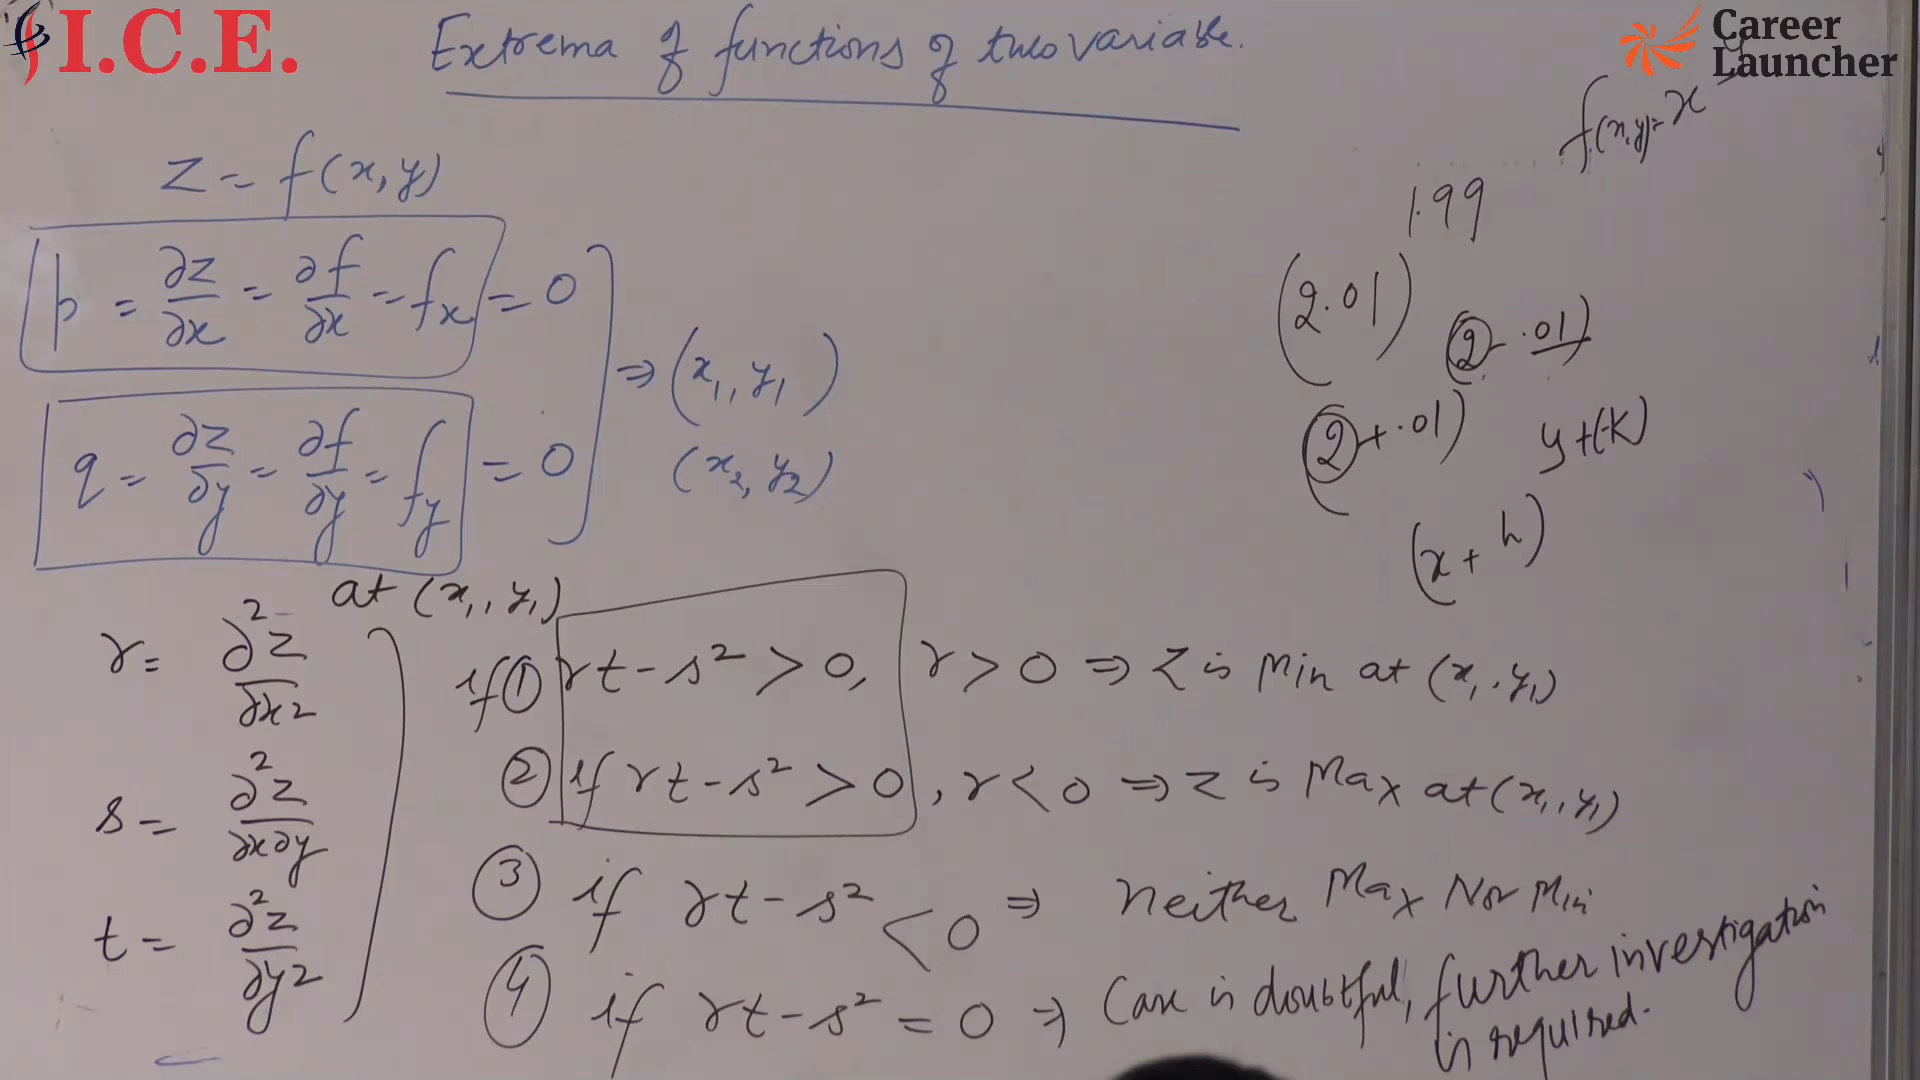 I.C.E.
Career Launcher
Extrema of functions of two variable.
f(x,y)= x^y
z = f(x,y)
1.99
p = ∂z/∂x = ∂f/∂x = fx = 0
(2.01)
(2 - .01)
⇒ (x₁, y₁)
(2 + .01)
y+(-k)
q = ∂z/∂y = ∂f/∂y = fy = 0
(x₂, y₂)
(x + h)
at (x₁, y₁)
r = ∂²z/∂x²
s = ∂²z/∂x∂y
t = ∂²z/∂y²
if ① rt - s² > 0, r > 0 ⇒ z is Min at (x₁, y₁)
② if rt - s² > 0, r < 0 ⇒ z is Max at (x₁, y₁)
③ if rt - s² < 0 ⇒ neither Max Nor Min
④ if rt - s² = 0 ⇒ Case is doubtful, further investigation
is required.